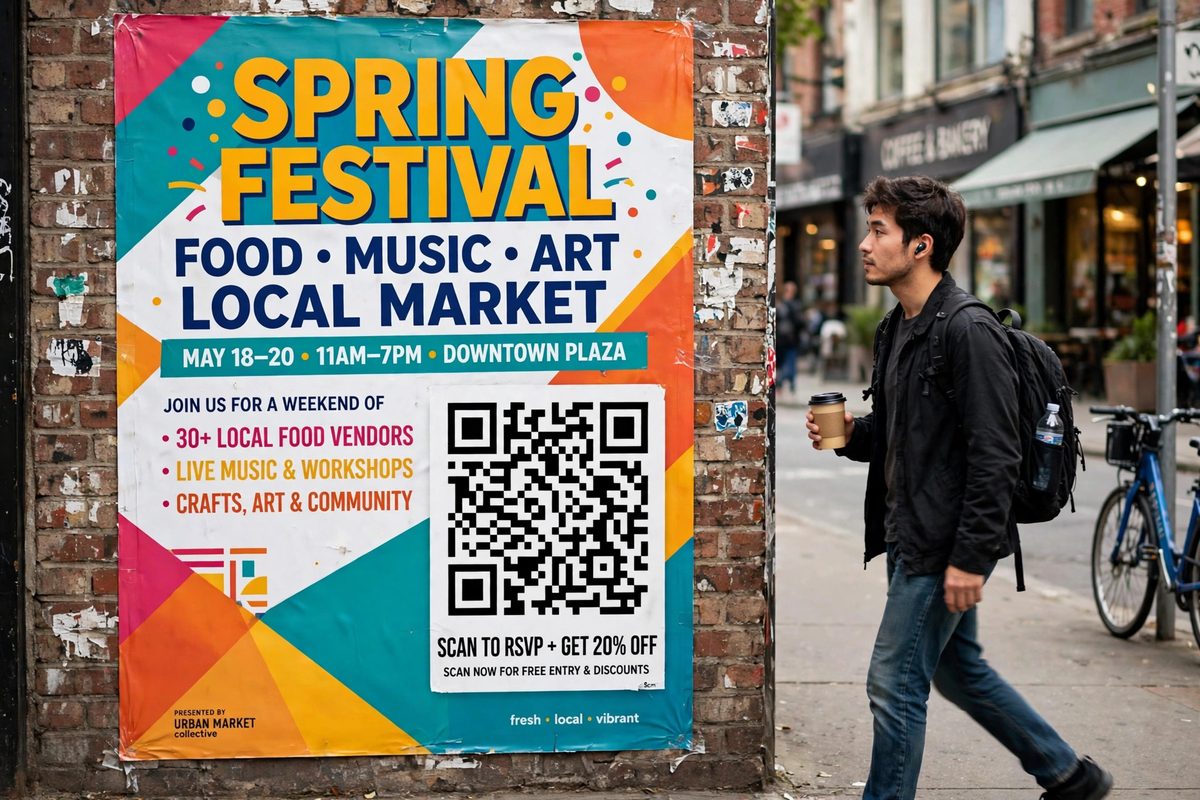 SPRING
FESTIVAL
FOOD • MUSIC • ART
LOCAL MARKET
MAY 18–20 • 11AM–7PM • DOWNTOWN PLAZA
JOIN US FOR A WEEKEND OF
• 30+ LOCAL FOOD VENDORS
• LIVE MUSIC & WORKSHOPS
• CRAFTS, ART & COMMUNITY
SCAN TO RSVP + GET 20% OFF
SCAN NOW FOR FREE ENTRY & DISCOUNTS
PRESENTED BY
URBAN MARKET
collective
fresh • local • vibrant
COFFEE & BAKERY